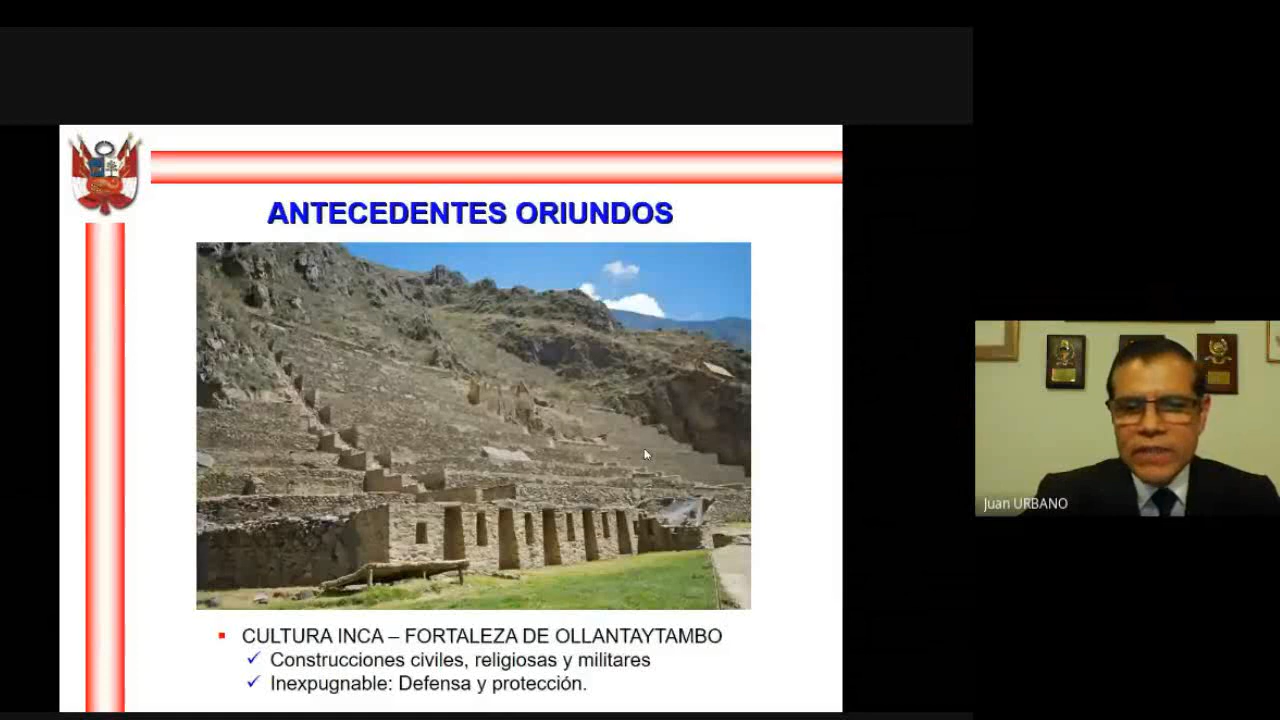 ANTECEDENTES ORIUNDOS
CULTURA INCA – FORTALEZA DE OLLANTAYTAMBO
Construcciones civiles, religiosas y militares
Inexpugnable: Defensa y protección.
Juan URBANO